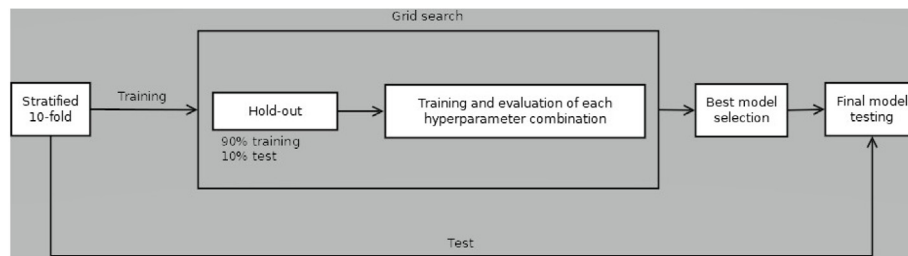 Grid search
Stratified
10-fold
Training
Hold-out
90% training
10% test
Training and evaluation of each
hyperparameter combination
Best model
selection
Final model
testing
Test